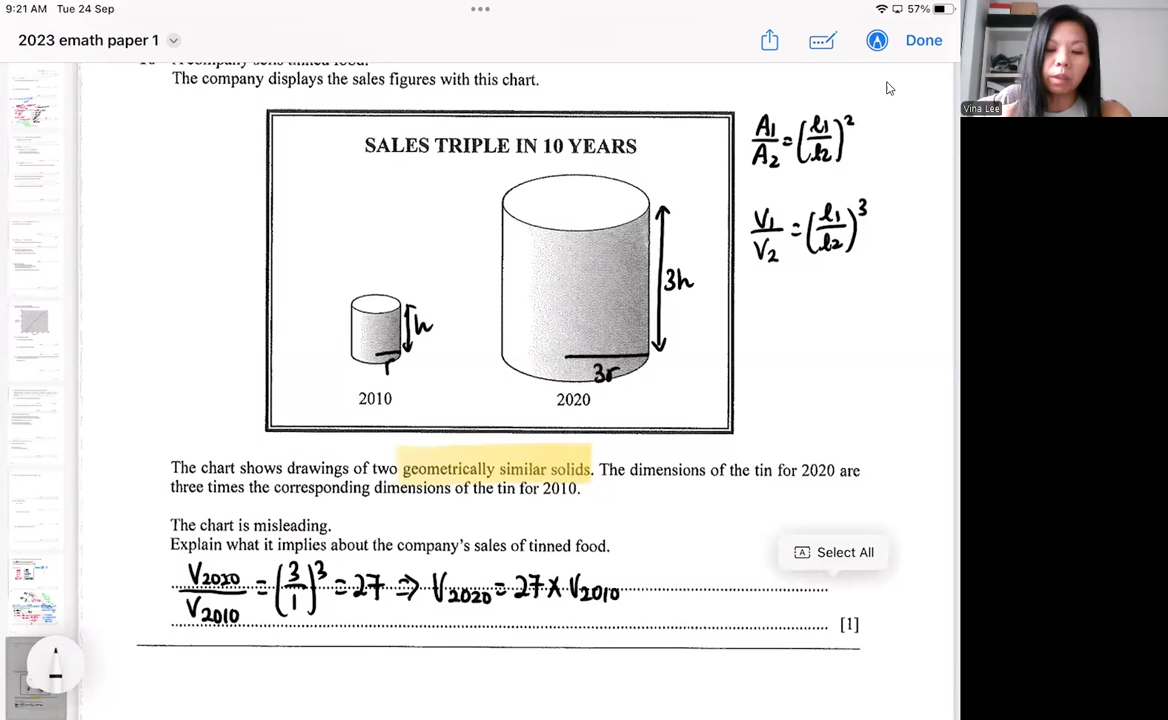 9:21 AM Tue 24 Sep
57%
2023 emath paper 1
Done
Vina Lee
The company displays the sales figures with this chart.
SALES TRIPLE IN 10 YEARS
A₁/A₂ = (l₁/l₂)²
V₁/V₂ = (l₁/l₂)³
3h
h
r
3r
2010
2020
The chart shows drawings of two geometrically similar solids. The dimensions of the tin for 2020 are
three times the corresponding dimensions of the tin for 2010.
The chart is misleading.
Explain what it implies about the company's sales of tinned food.
Select All
V₂₀₂₀/V₂₀₁₀ = (3/1)³ = 27 ⇒ V₂₀₂₀ = 27 × V₂₀₁₀
[1]